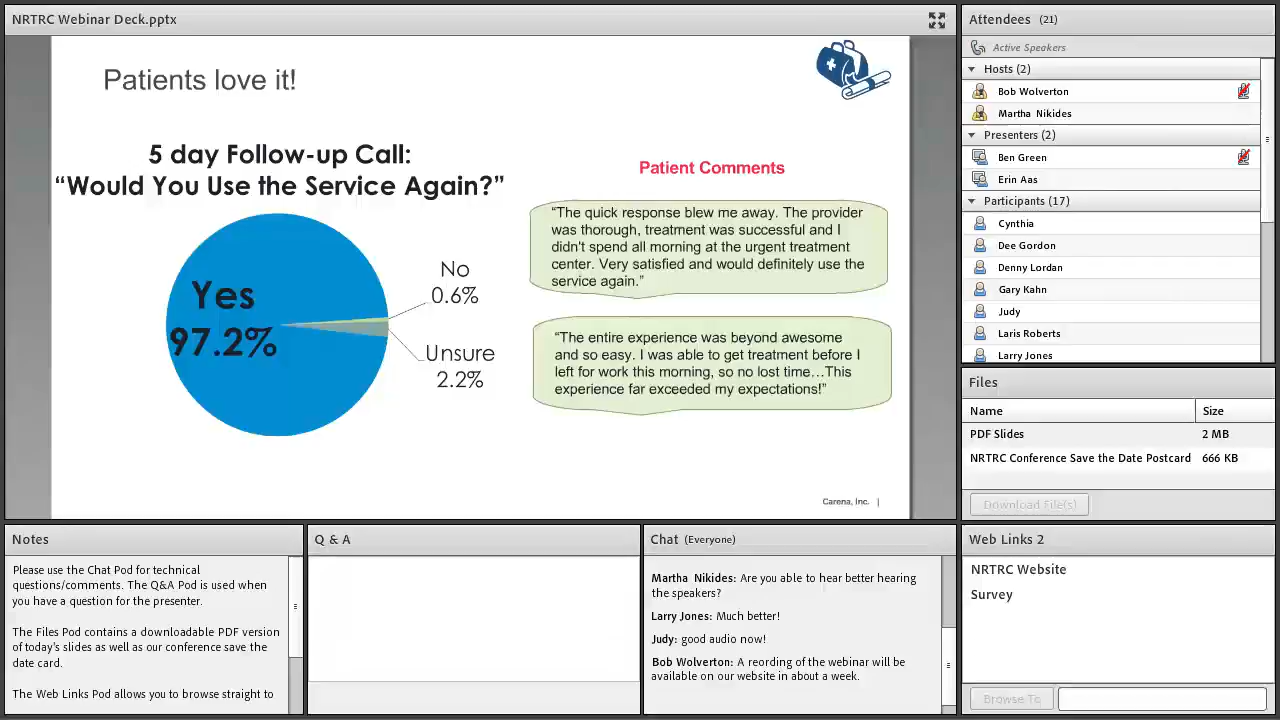 NRTRC Webinar Deck.pptx
Patients love it!
5 day Follow-up Call:
“Would You Use the Service Again?”
Yes
97.2%
No
0.6%
Unsure
2.2%
Patient Comments
“The quick response blew me away. The provider
was thorough, treatment was successful and I
didn't spend all morning at the urgent treatment
center. Very satisfied and would definitely use the
service again.”
“The entire experience was beyond awesome
and so easy. I was able to get treatment before I
left for work this morning, so no lost time…This
experience far exceeded my expectations!”
Carena, Inc. |
Attendees (21)
Active Speakers
Hosts (2)
Bob Wolverton
Martha Nikides
Presenters (2)
Ben Green
Erin Aas
Participants (17)
Cynthia
Dee Gordon
Denny Lordan
Gary Kahn
Judy
Laris Roberts
Larry Jones
Files
Name Size
PDF Slides 2 MB
NRTRC Conference Save the Date Postcard 666 KB
Download File(s)
Notes
Please use the Chat Pod for technical
questions/comments. The Q&A Pod is used when
you have a question for the presenter.
The Files Pod contains a downloadable PDF version
of today's slides as well as our conference save the
date card.
The Web Links Pod allows you to browse straight to
Q & A
Chat (Everyone)
Martha Nikides: Are you able to hear better hearing
the speakers?
Larry Jones: Much better!
Judy: good audio now!
Bob Wolverton: A reording of the webinar will be
available on our website in about a week.
Web Links 2
NRTRC Website
Survey
Browse To